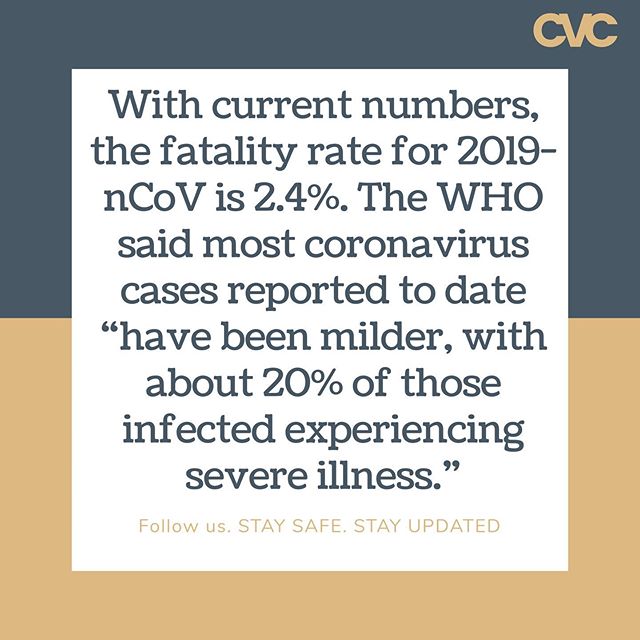 CVC
With current numbers,
the fatality rate for 2019-
nCoV is 2.4%. The WHO
said most coronavirus
cases reported to date
“have been milder, with
about 20% of those
infected experiencing
severe illness.”
Follow us. STAY SAFE. STAY UPDATED